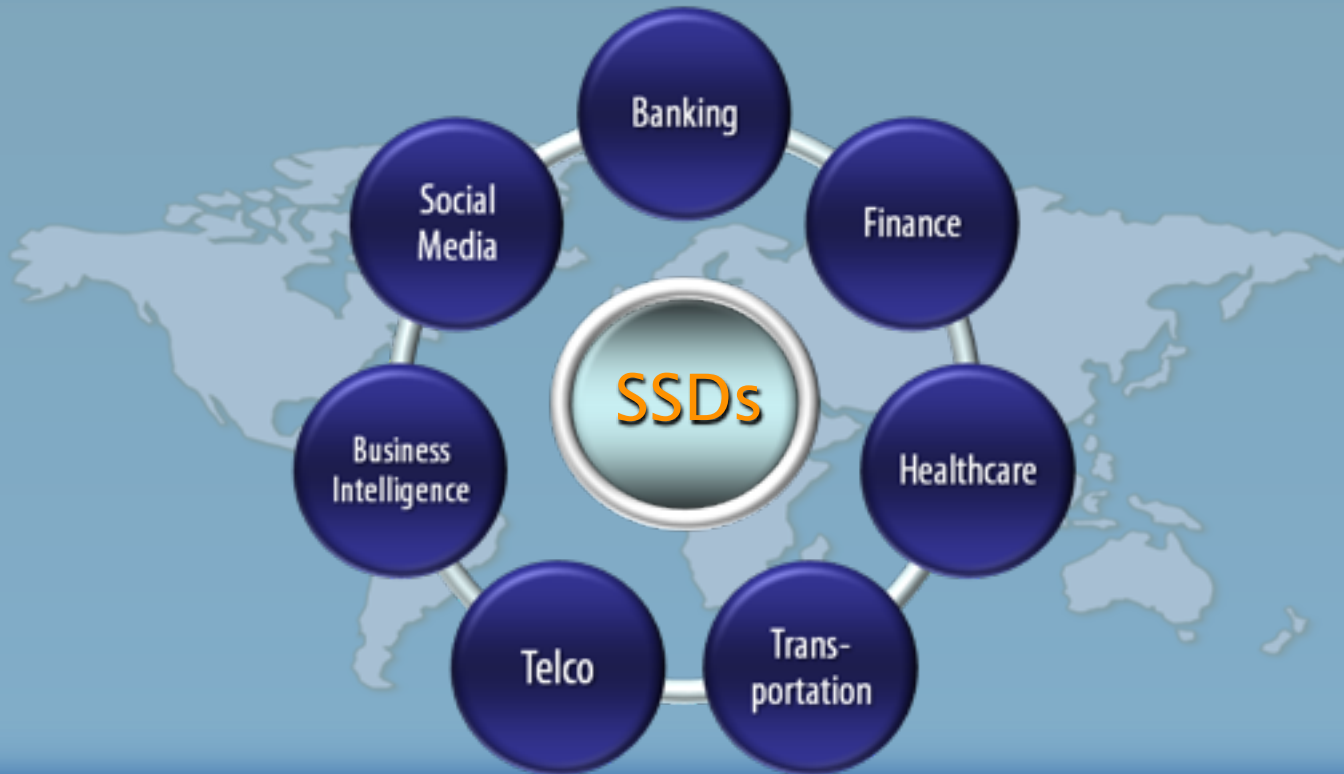 Banking
Finance
Healthcare
Trans-
portation
Telco
Business
Intelligence
Social
Media
SSDs